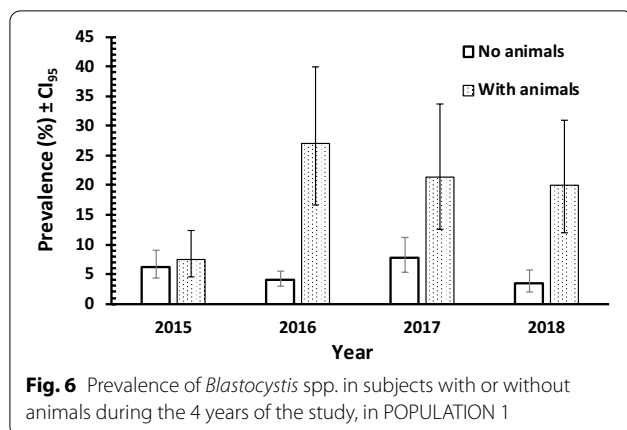 Prevalence (%) ± CI95
45
40
35
30
25
20
15
10
5
0
No animals
With animals
2015 2016 2017 2018
Year
Fig. 6 Prevalence of Blastocystis spp. in subjects with or without
animals during the 4 years of the study, in POPULATION 1